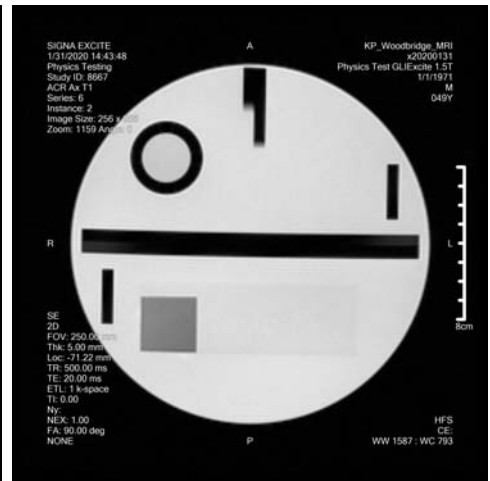 SIGNA EXCITE
1/31/2020 14:43:48
Physics Testing
Study ID: 8667
ACR Ax T1
Series: 6
Instance: 2
Image Size: 256 x
Zoom: 1159
A
KP_Woodbridge_MRI
x20200131
Physics Test GLIExcite 1.5T
1/1/1971
M
049Y
R
L
8cm
SE
2D
FOV: 250.00 mm
Thk: 5.00 mm
Loc: -71.22 mm
TR: 500.00 ms
TE: 20.00 ms
ETL: 1 k-space
TI: 0.00
Ny:
NEX: 1.00
FA: 90.00 deg
NONE
P
HFS
CE:
WW 1587 : WC 793